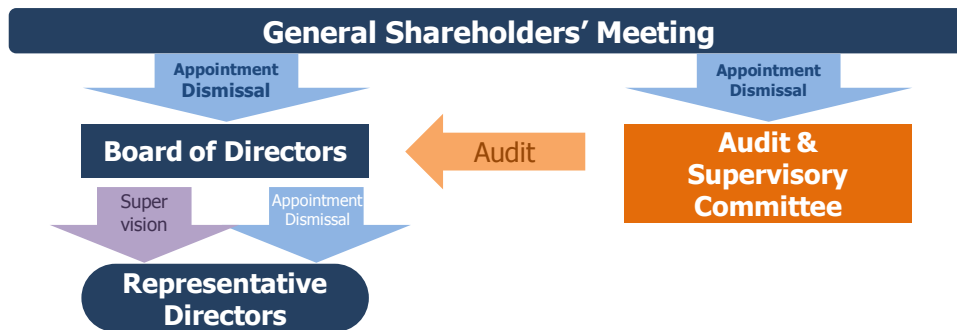 General Shareholders’ Meeting
Appointment
Dismissal
Appointment
Dismissal
Board of Directors
Audit
Audit &
Supervisory
Committee
Super
vision
Appointment
Dismissal
Representative
Directors